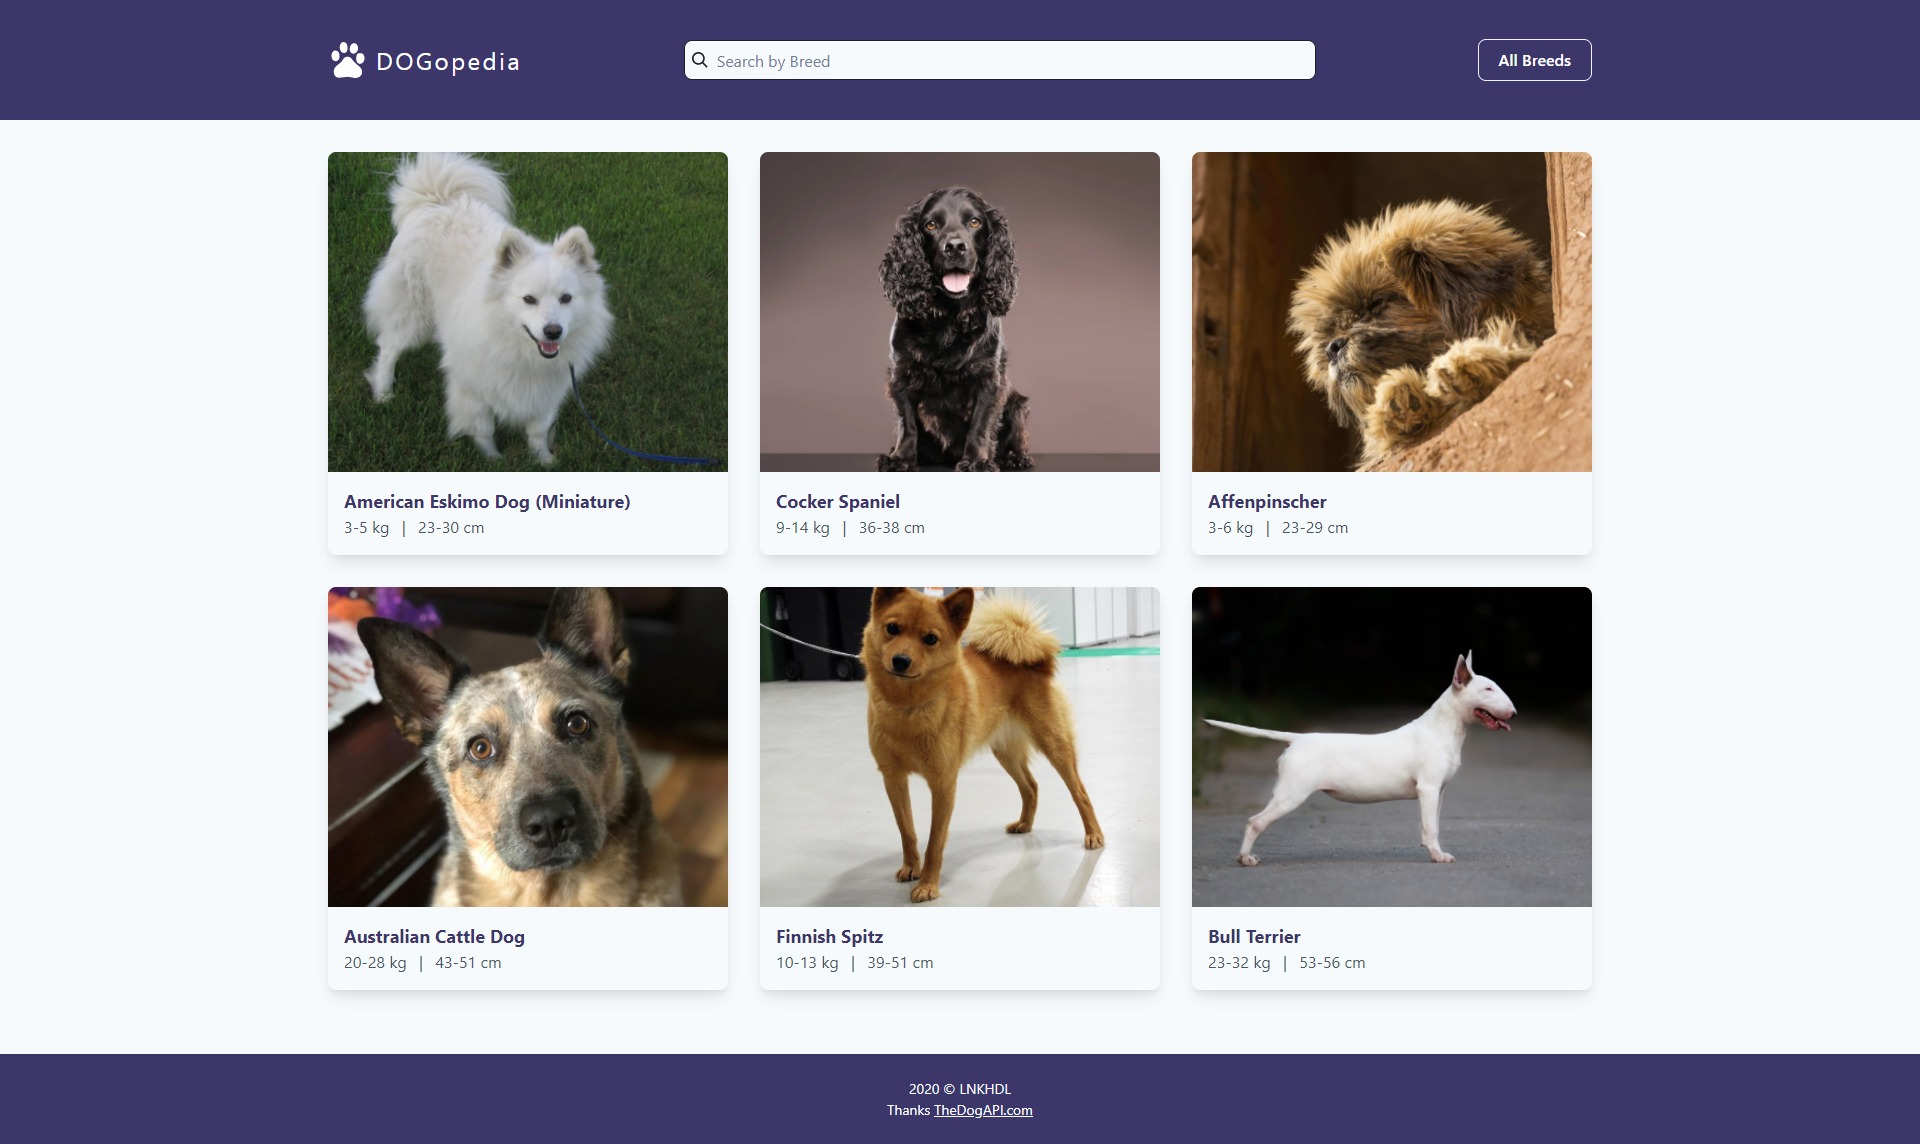 DOGopedia
Search by Breed
All Breeds
American Eskimo Dog (Miniature)
3-5 kg | 23-30 cm
Cocker Spaniel
9-14 kg | 36-38 cm
Affenpinscher
3-6 kg | 23-29 cm
Australian Cattle Dog
20-28 kg | 43-51 cm
Finnish Spitz
10-13 kg | 39-51 cm
Bull Terrier
23-32 kg | 53-56 cm
2020 © LNKHDL
Thanks TheDogAPI.com